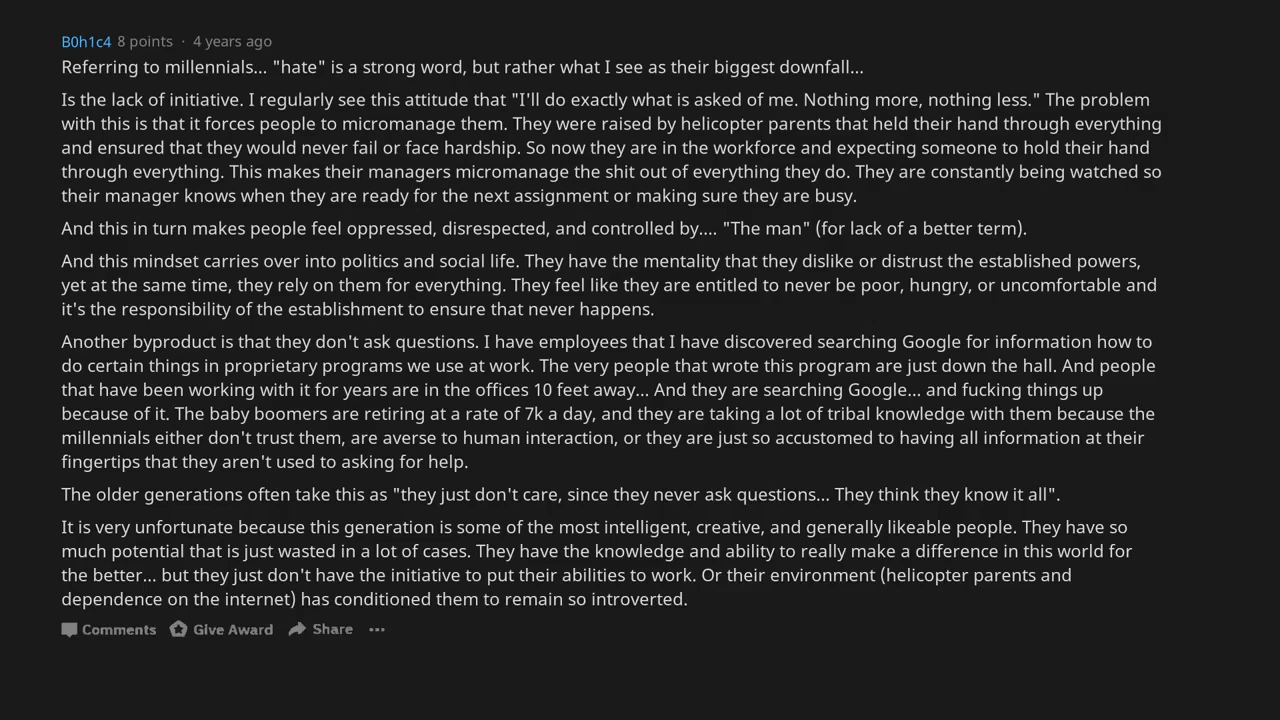 B0h1c4 8 points · 4 years ago
Referring to millennials... "hate" is a strong word, but rather what I see as their biggest downfall...
Is the lack of initiative. I regularly see this attitude that "I'll do exactly what is asked of me. Nothing more, nothing less." The problem
with this is that it forces people to micromanage them. They were raised by helicopter parents that held their hand through everything
and ensured that they would never fail or face hardship. So now they are in the workforce and expecting someone to hold their hand
through everything. This makes their managers micromanage the shit out of everything they do. They are constantly being watched so
their manager knows when they are ready for the next assignment or making sure they are busy.
And this in turn makes people feel oppressed, disrespected, and controlled by.... "The man" (for lack of a better term).
And this mindset carries over into politics and social life. They have the mentality that they dislike or distrust the established powers,
yet at the same time, they rely on them for everything. They feel like they are entitled to never be poor, hungry, or uncomfortable and
it's the responsibility of the establishment to ensure that never happens.
Another byproduct is that they don't ask questions. I have employees that I have discovered searching Google for information how to
do certain things in proprietary programs we use at work. The very people that wrote this program are just down the hall. And people
that have been working with it for years are in the offices 10 feet away... And they are searching Google... and fucking things up
because of it. The baby boomers are retiring at a rate of 7k a day, and they are taking a lot of tribal knowledge with them because the
millennials either don't trust them, are averse to human interaction, or they are just so accustomed to having all information at their
fingertips that they aren't used to asking for help.
The older generations often take this as "they just don't care, since they never ask questions... They think they know it all".
It is very unfortunate because this generation is some of the most intelligent, creative, and generally likeable people. They have so
much potential that is just wasted in a lot of cases. They have the knowledge and ability to really make a difference in this world for
the better... but they just don't have the initiative to put their abilities to work. Or their environment (helicopter parents and
dependence on the internet) has conditioned them to remain so introverted.
Comments Give Award Share ...